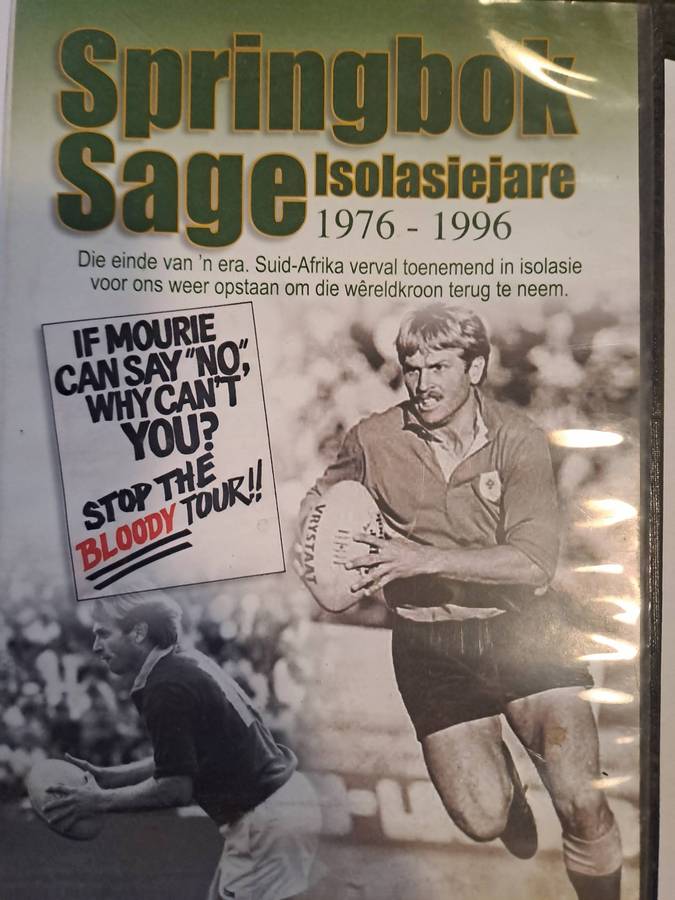 Springbok
Sage Isolasiejare
1976 - 1996
Die einde van 'n era. Suid-Afrika verval toenemend in isolasie
voor ons weer opstaan om die wêreldkroon terug te neem.
IF MOURIE
CAN SAY "NO",
WHY CAN'T
YOU?
STOP THE
BLOODY TOUR!!
VRYSTAAT